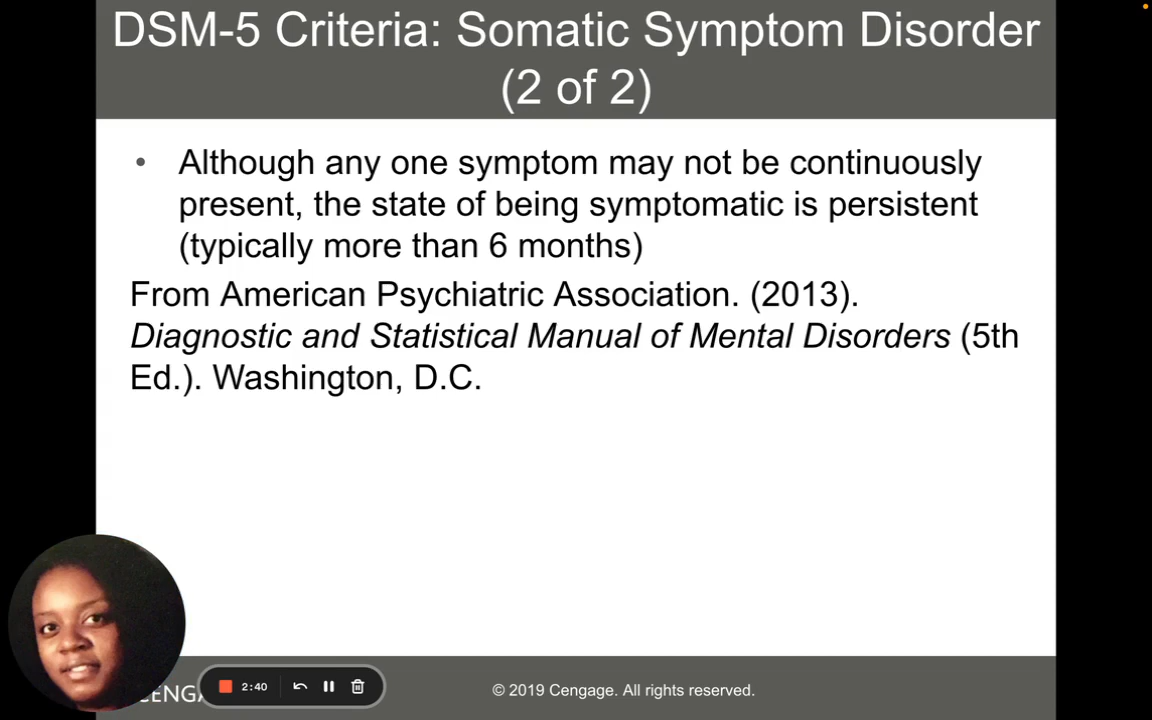 DSM-5 Criteria: Somatic Symptom Disorder
(2 of 2)
• Although any one symptom may not be continuously
present, the state of being symptomatic is persistent
(typically more than 6 months)
From American Psychiatric Association. (2013).
Diagnostic and Statistical Manual of Mental Disorders (5th
Ed.). Washington, D.C.
CENGA
2:40
© 2019 Cengage. All rights reserved.